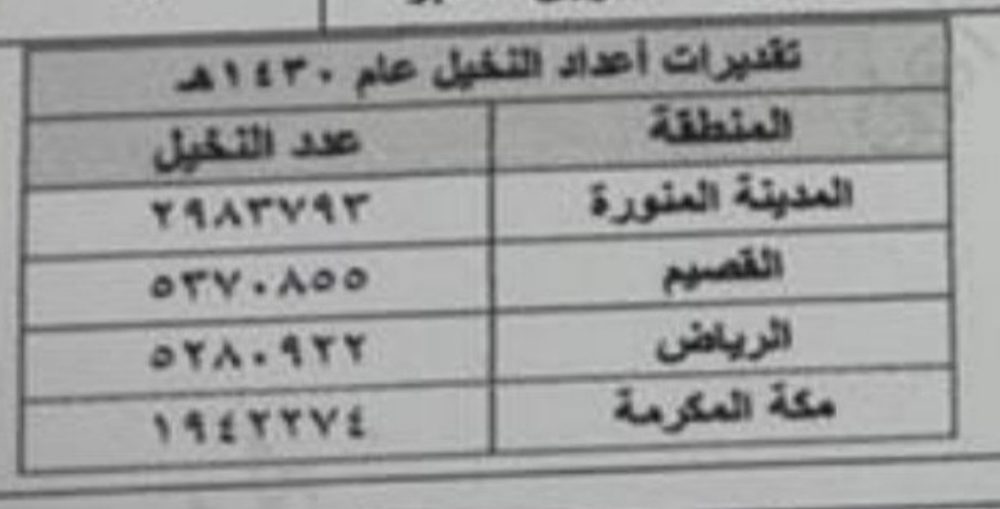 تقديرات أعداد النخيل عام ١٤٣٠هـ
المنطقة عدد النخيل
المدينة المنورة ٢٩٨٣٧٩٣
القصيم ٥٣٧٠٨٥٥
الرياض ٥٢٨٠٩٢٢
مكة المكرمة ١٩٤٢٢٧٤